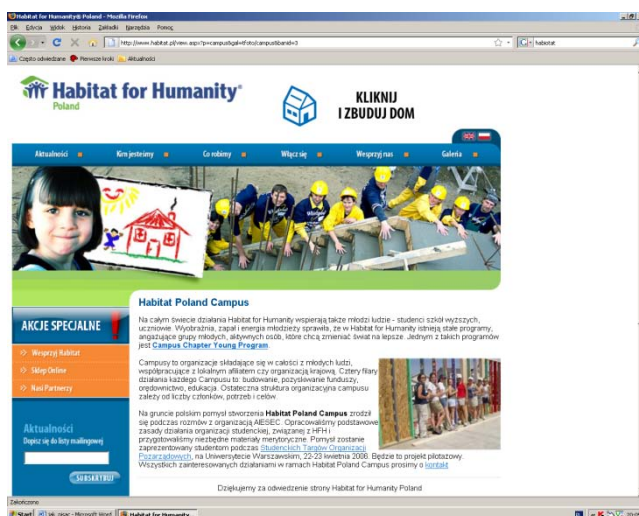 Habitat for Humanity® Poland - Mozilla Firefox
Plik Edycja Widok Historia Zakładki Narzędzia Pomoc
http://www.habitat.pl/view.aspx?p=campus&gal=tfoto/campus&banid=3
habiotat
Często odwiedzane Pierwsze kroki Aktualności
Habitat for Humanity®
Poland
KLIKNIJ
I ZBUDUJ DOM
Aktualności Kim jesteśmy Co robimy Włącz się Wesprzyj nas Galeria
AKCJE SPECJALNE
Wesprzyj Habitat
Sklep Online
Nasi Partnerzy
Aktualności
Dopisz się do listy mailingowej
SUBSKRYBUJ
Habitat Poland Campus
Na całym świecie działania Habitat for Humanity wspierają także młodzi ludzie - studenci szkół wyższych,
uczniowie. Wyobraźnia, zapał i energia młodzieży sprawiła, że w Habitat for Humanity istnieją stałe programy,
angażujące grupy młodych, aktywnych osób, które chcą zmieniać świat na lepsze. Jednym z takich programów
jest Campus Chapter Young Program.
Campusy to organizacje składające się w całości z młodych ludzi,
współpracujące z lokalnym afiliatem czy organizacją krajową. Cztery filary
działania każdego Campusu to: budowanie, pozyskiwanie funduszy,
orędownictwo, edukacja. Ostateczna struktura organizacyjna campusu
zależy od liczby członków, potrzeb i celów.
Na gruncie polskim pomysł stworzenia Habitat Poland Campus zrodził
się podczas rozmów z organizacją AIESEC. Opracowaliśmy podstawowe
zasady działania organizacji studenckiej, związanej z HFH i
przygotowaliśmy niezbędne materiały merytoryczne. Pomysł zostanie
zaprezentowany studentom podczas Studenckich Targów Organizacji
Pozarządowych, na Uniwersytecie Warszawskim, 22-23 kwietnia 2006. Będzie to projekt pilotażowy.
Wszystkich zainteresowanych działaniami w ramach Habitat Poland Campus prosimy o kontakt
Dziękujemy za odwiedzenie strony Habitat for Humanity Poland
Zakończono
Start jak pisac - Microsoft Word Habitat for Humanity...